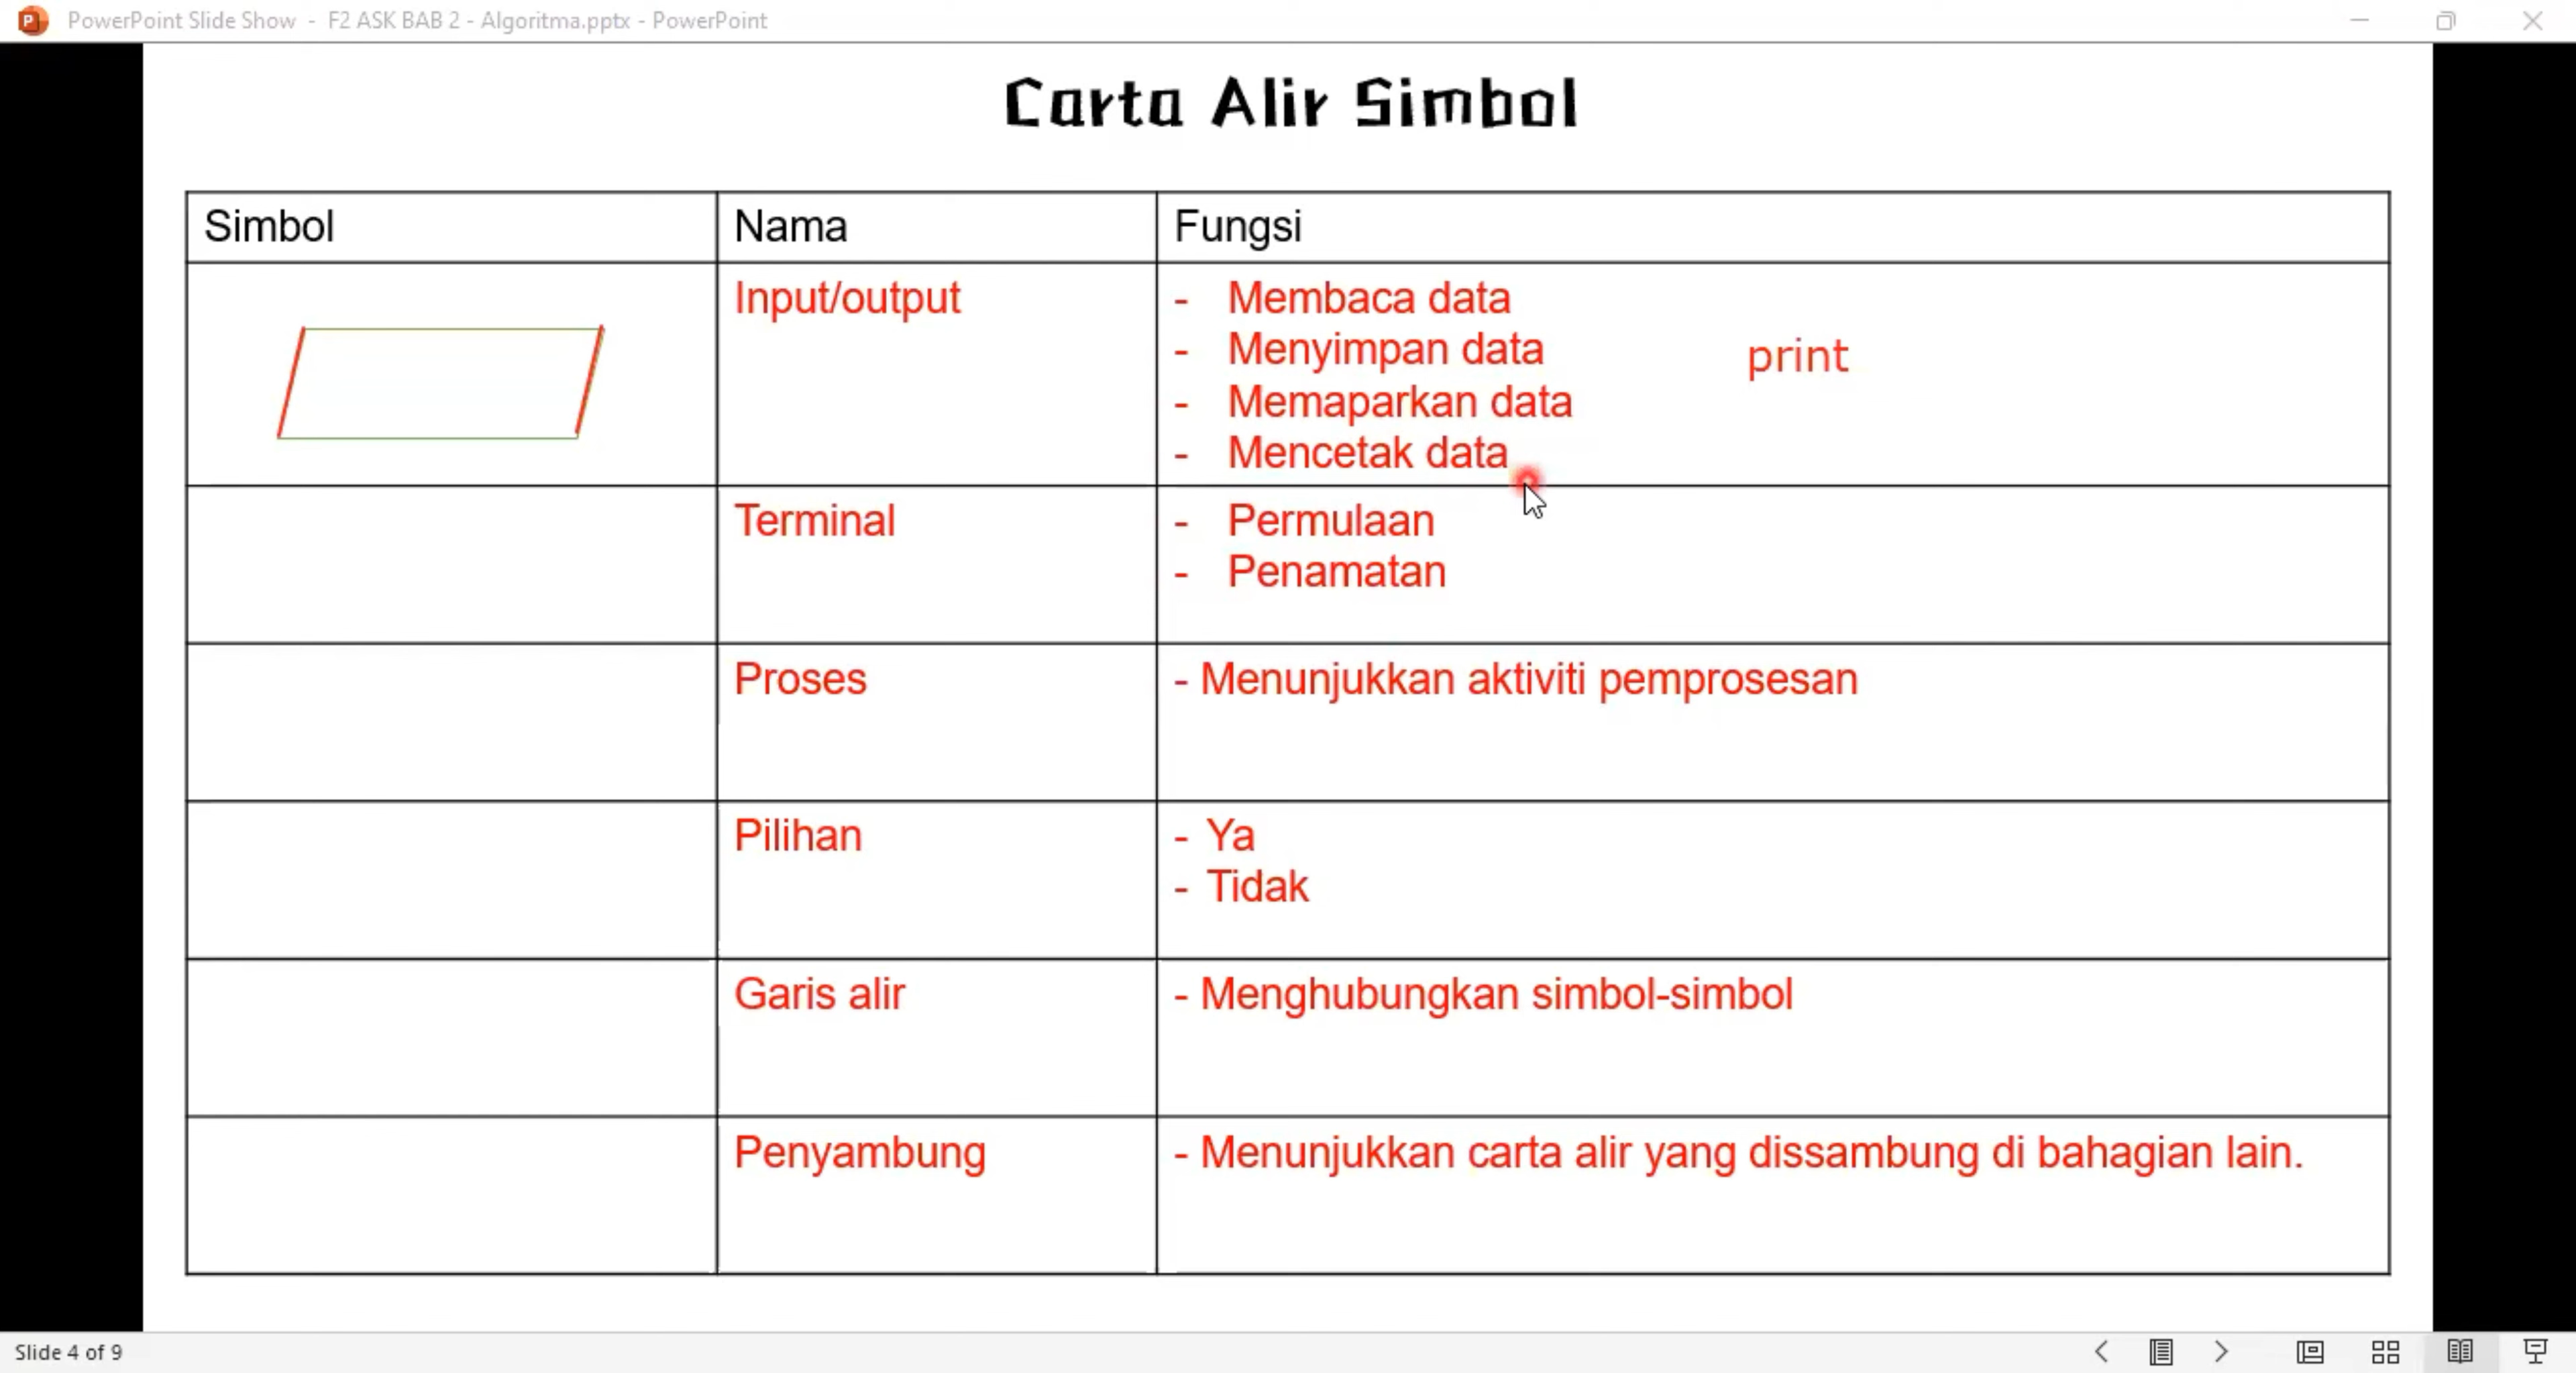 PowerPoint Slide Show - F2 ASK BAB 2 - Algoritma.pptx - PowerPoint
Carta Alir Simbol
Simbol Nama Fungsi
Input/output
- Membaca data
- Menyimpan data
print
- Memaparkan data
- Mencetak data
Terminal
- Permulaan
- Penamatan
Proses
- Menunjukkan aktiviti pemprosesan
Pilihan
- Ya
- Tidak
Garis alir
- Menghubungkan simbol-simbol
Penyambung
- Menunjukkan carta alir yang dissambung di bahagian lain.
Slide 4 of 9